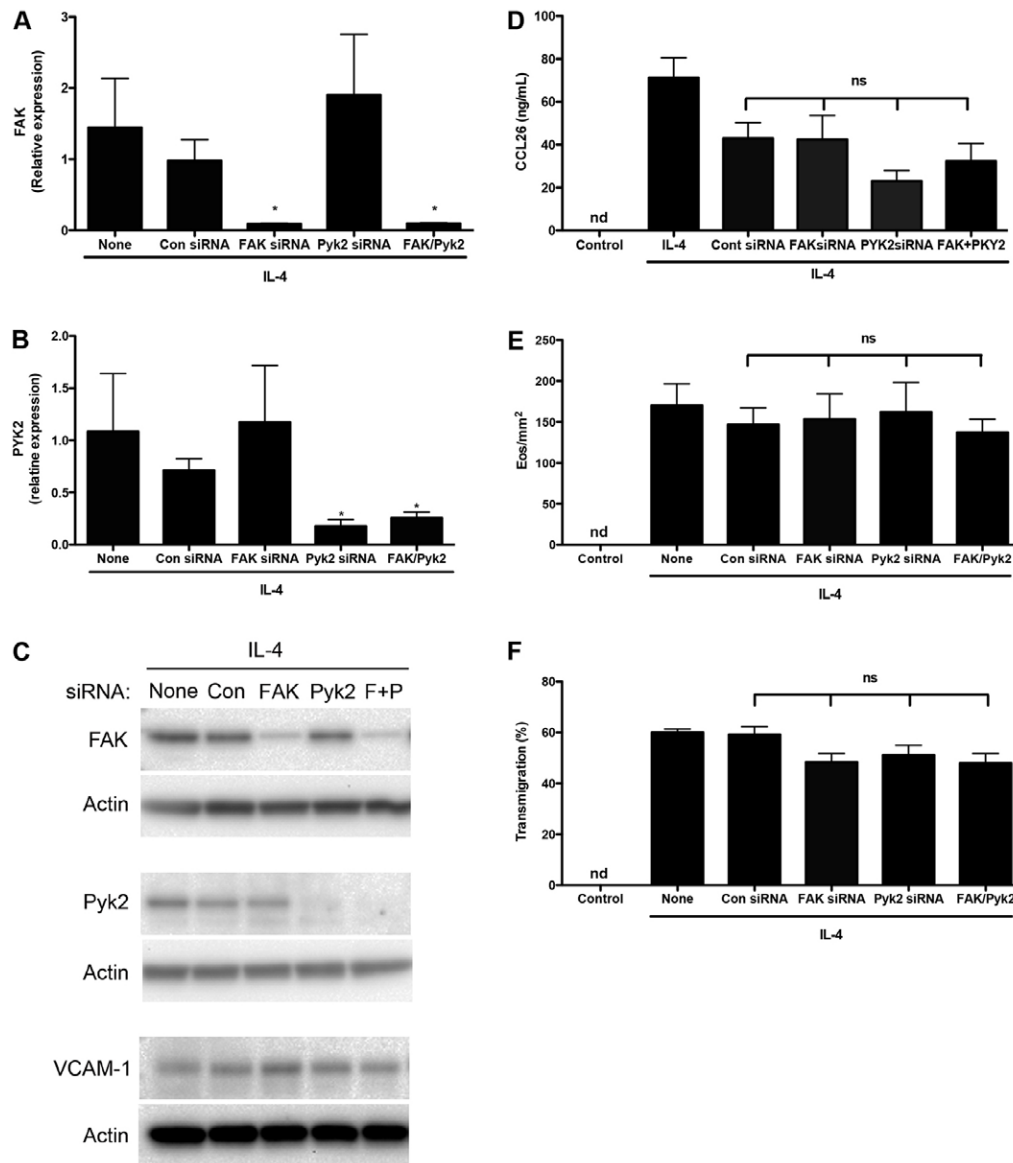 A
FAK
(Relative expression)
3
2
1
0
None Con siRNA FAK siRNA Pyk2 siRNA FAK/Pyk2
* *
IL-4
B
PYK2
(relatine expression)
2.0
1.5
1.0
0.5
0.0
* *
None Con siRNA FAK siRNA Pyk2 siRNA FAK/Pyk2
IL-4
C
IL-4
siRNA: None Con FAK Pyk2 F+P
FAK
Actin
Pyk2
Actin
VCAM-1
Actin
D
CCL26 (ng/mL)
100
80
60
40
20
0
ns
nd
Control IL-4 Cont siRNA FAKsiRNA PYK2siRNA FAK+PKY2
IL-4
E
Eos/mm²
250
200
150
100
50
0
ns
nd
Control None Con siRNA FAK siRNA Pyk2 siRNA FAK/Pyk2
IL-4
F
Transmigration (%)
80
60
40
20
0
ns
nd
Control None Con siRNA FAK siRNA Pyk2 siRNA FAK/Pyk2
IL-4